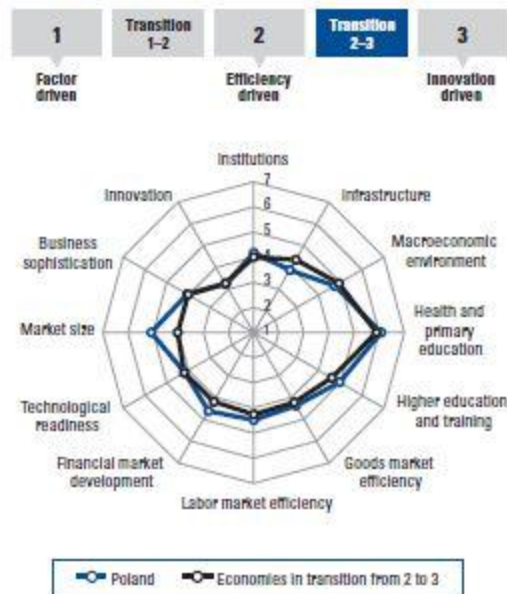 1
Transition
1–2
2
Transition
2–3
3
Factor
driven
Efficiency
driven
Innovation
driven
Institutions
7
Innovation
Infrastructure
6
5
Business
sophistication
Macroeconomic
environment
4
3
2
Market size
1
Health and
primary
education
Technological
readiness
Higher education
and training
Financial market
development
Goods market
efficiency
Labor market efficiency
Poland
Economies in transition from 2 to 3